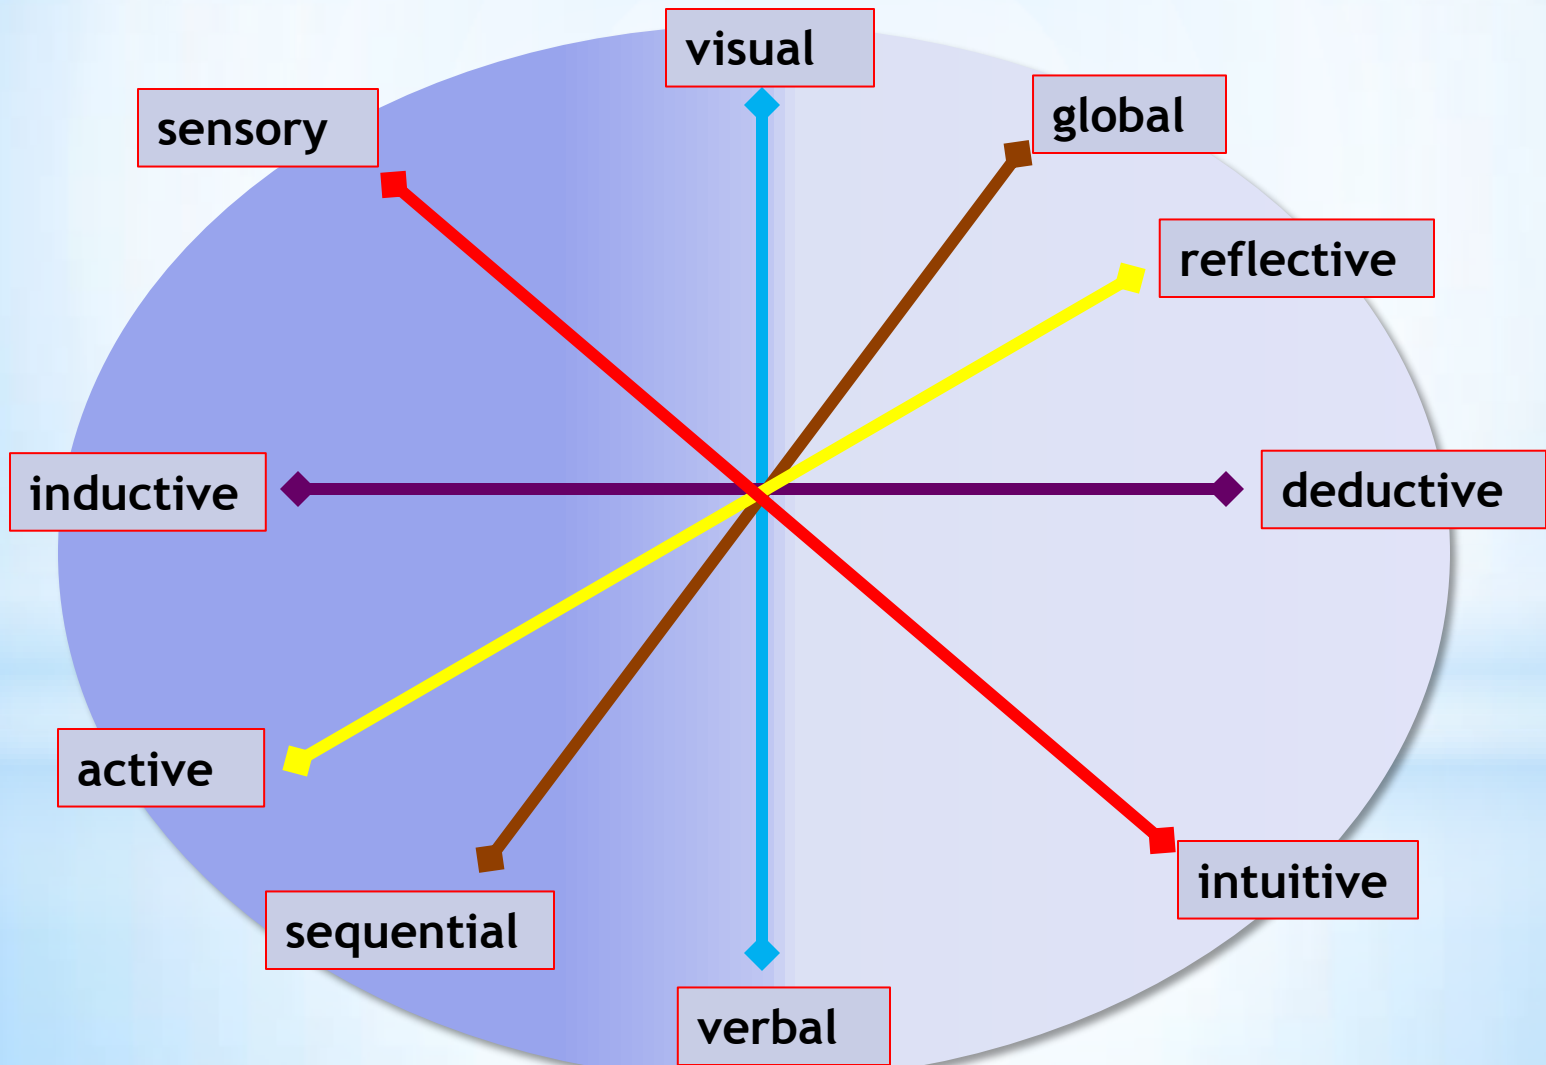 visual
global
sensory
reflective
inductive
deductive
active
intuitive
sequential
verbal